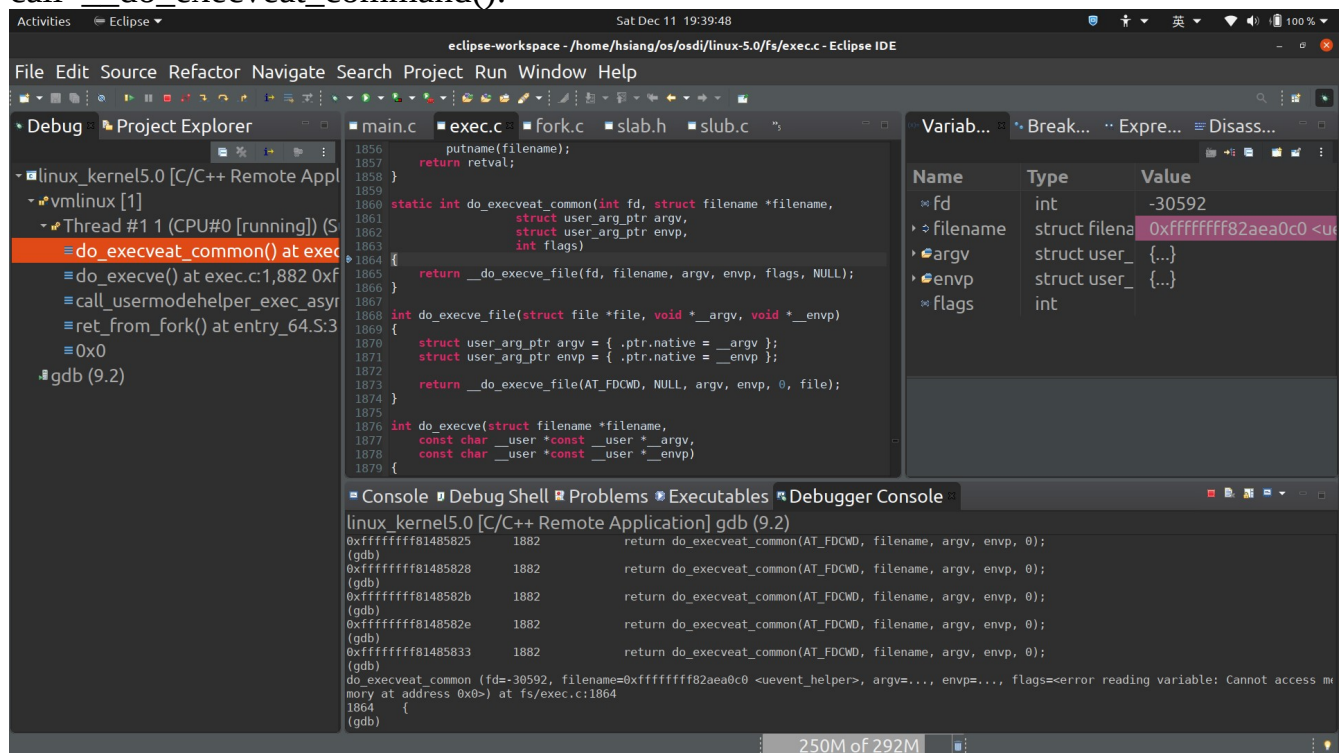 call __do_execveat_command().
Activities Eclipse Sat Dec 11 19:39:48 英 100 %
eclipse-workspace - /home/hsiang/os/osdi/linux-5.0/fs/exec.c - Eclipse IDE
File Edit Source Refactor Navigate Search Project Run Window Help
Debug Project Explorer
linux_kernel5.0 [C/C++ Remote Appl
vmlinux [1]
Thread #1 1 (CPU#0 [running]) (S
do_execveat_common() at exec
do_execve() at exec.c:1,882 0xf
call_usermodehelper_exec_asyn
ret_from_fork() at entry_64.S:3
0x0
gdb (9.2)
main.c exec.c fork.c slab.h slub.c "5
1856 putname(filename);
1857 return retval;
1858 }
1859
1860 static int do_execveat_common(int fd, struct filename *filename,
1861 struct user_arg_ptr argv,
1862 struct user_arg_ptr envp,
1863 int flags)
1864 {
1865 return __do_execve_file(fd, filename, argv, envp, flags, NULL);
1866 }
1867
1868 int do_execve_file(struct file *file, void *__argv, void *__envp)
1869 {
1870 struct user_arg_ptr argv = { .ptr.native = __argv };
1871 struct user_arg_ptr envp = { .ptr.native = __envp };
1872
1873 return __do_execve_file(AT_FDCWD, NULL, argv, envp, 0, file);
1874 }
1875
1876 int do_execve(struct filename *filename,
1877 const char __user *const __user *__argv,
1878 const char __user *const __user *__envp)
1879 {
Variab... Break... Expre... Disass...
Name Type Value
fd int -30592
filename struct filena 0xffffffff82aea0c0 <ue
argv struct user_ {...}
envp struct user_ {...}
flags int
Console Debug Shell Problems Executables Debugger Console
linux_kernel5.0 [C/C++ Remote Application] gdb (9.2)
0xffffffff81485825 1882 return do_execveat_common(AT_FDCWD, filename, argv, envp, 0);
(gdb)
0xffffffff81485828 1882 return do_execveat_common(AT_FDCWD, filename, argv, envp, 0);
(gdb)
0xffffffff8148582b 1882 return do_execveat_common(AT_FDCWD, filename, argv, envp, 0);
(gdb)
0xffffffff8148582e 1882 return do_execveat_common(AT_FDCWD, filename, argv, envp, 0);
(gdb)
0xffffffff81485833 1882 return do_execveat_common(AT_FDCWD, filename, argv, envp, 0);
(gdb)
do_execveat_common (fd=-30592, filename=0xffffffff82aea0c0 <uevent_helper>, argv=..., envp=..., flags=<error reading variable: Cannot access me
mory at address 0x0>) at fs/exec.c:1864
1864 {
(gdb)
250M of 292M